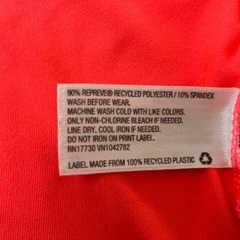 90% REPREVE® RECYCLED POLYESTER / 10% SPANDEX
WASH BEFORE WEAR.
MACHINE WASH COLD WITH LIKE COLORS.
ONLY NON-CHLORINE BLEACH IF NEEDED.
LINE DRY. COOL IRON IF NEEDED.
DO NOT IRON ON PRINT LABEL.
RN17730 VN1042782
LABEL MADE FROM 100% RECYCLED PLASTIC